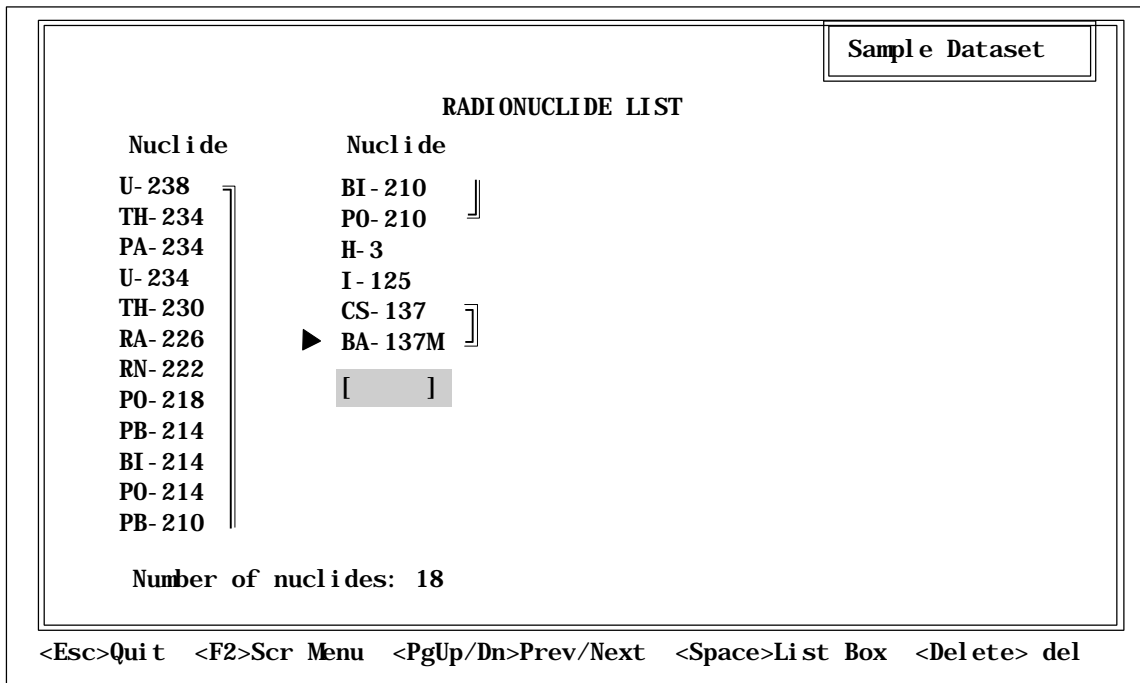 Sample Dataset
RADIONUCLIDE LIST
Nuclide Nuclide
U-238 BI-210
TH-234 PO-210
PA-234 H-3
U-234 I-125
TH-230 CS-137
RA-226 BA-137M
RN-222 [ ]
PO-218
PB-214
BI-214
PO-214
PB-210
Number of nuclides: 18
<Esc>Quit <F2>Scr Menu <PgUp/Dn>Prev/Next <Space>List Box <Delete> del